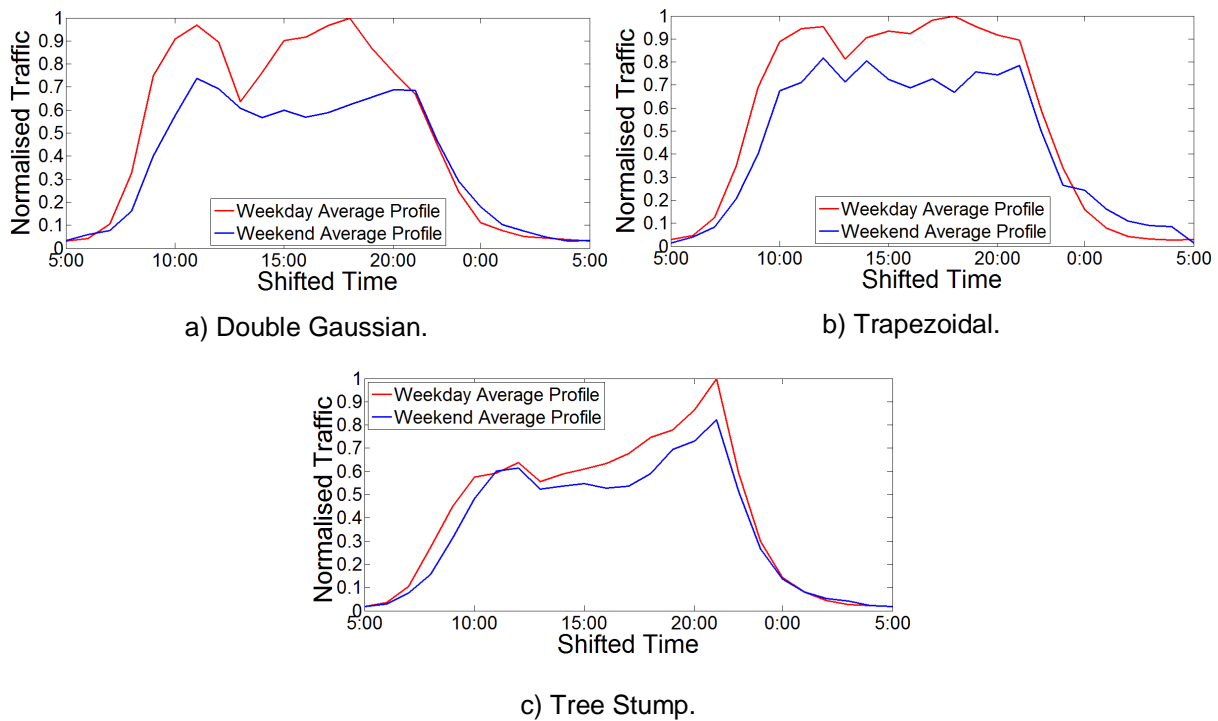 1
0.9
0.8
0.7
0.6
0.5
0.4
0.3
0.2
0.1
0
Normalised Traffic
Weekday Average Profile
Weekend Average Profile
5:00 10:00 15:00 20:00 0:00 5:00
Shifted Time
a) Double Gaussian.
1
0.9
0.8
0.7
0.6
0.5
0.4
0.3
0.2
0.1
0
Normalised Traffic
Weekday Average Profile
Weekend Average Profile
5:00 10:00 15:00 20:00 0:00 5:00
Shifted Time
b) Trapezoidal.
1
0.9
0.8
0.7
0.6
0.5
0.4
0.3
0.2
0.1
0
Normalised Traffic
Weekday Average Profile
Weekend Average Profile
5:00 10:00 15:00 20:00 0:00 5:00
Shifted Time
c) Tree Stump.